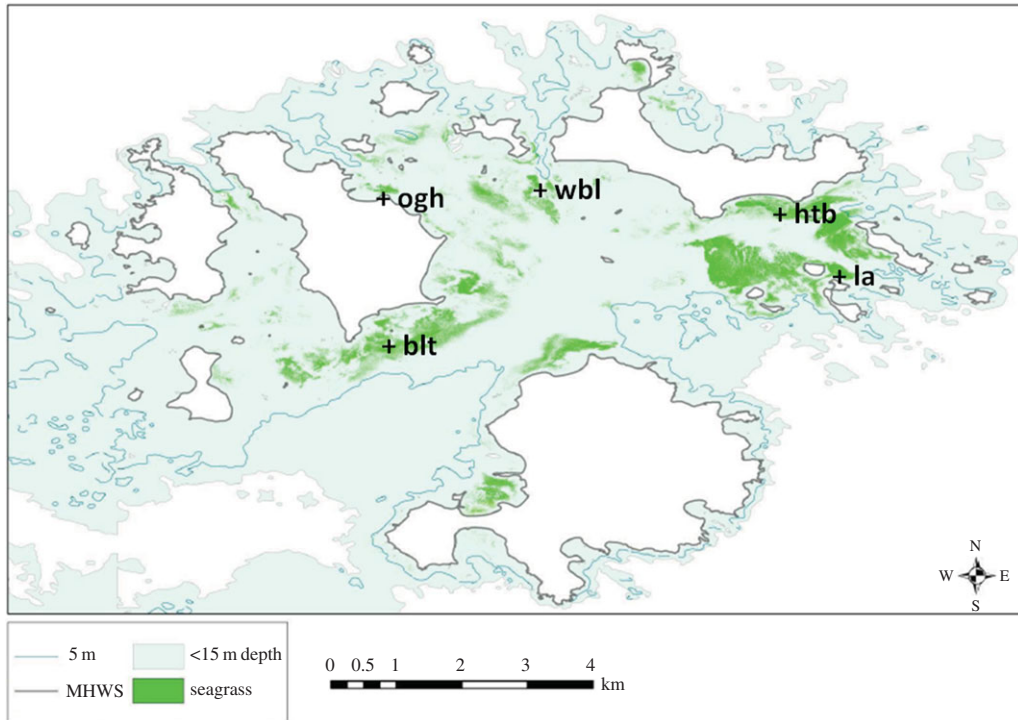 + ogh
+ wbl
+ htb
+ la
+ blt
N
W E
S
5 m <15 m depth
MHWS seagrass
0 0.5 1 2 3 4
km